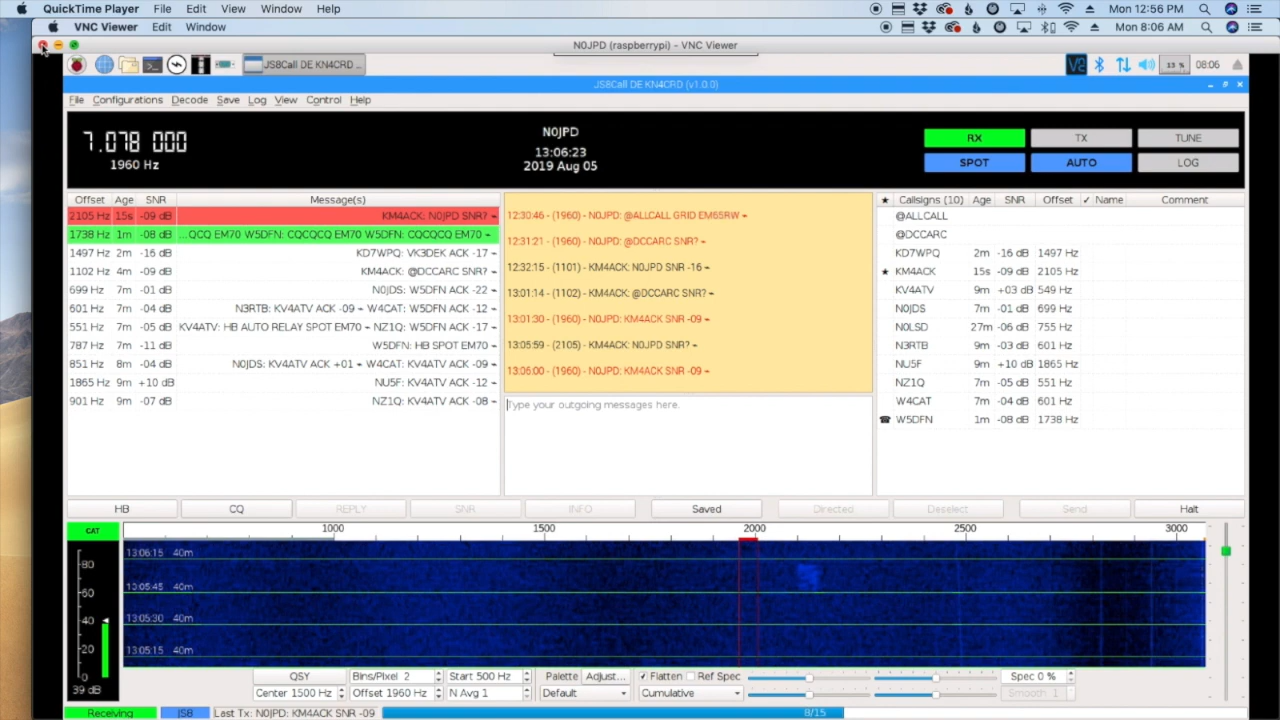 QuickTime Player File Edit View Window Help Mon 12:56 PM
VNC Viewer Edit Window Mon 8:06 AM
N0JPD (raspberrypi) - VNC Viewer
JS8Call DE KN4CRD ... 13 % 08:06
JS8Call DE KN4CRD (v1.0.0)
File Configurations Decode Save Log View Control Help
7.078 000
1960 Hz
N0JPD
13:06:23
2019 Aug 05
RX TX TUNE
SPOT AUTO LOG
Offset Age SNR Message(s)
2105 Hz 15s -09 dB KM4ACK: N0JPD SNR?
1738 Hz 1m -08 dB ...QCQ EM70 W5DFN: CQCQCQ EM70 W5DFN: CQCQCQ EM70
1497 Hz 2m -16 dB KD7WPQ: VK3DEK ACK -17
1102 Hz 4m -09 dB KM4ACK: @DCCARC SNR?
699 Hz 7m -01 dB N0JDS: W5DFN ACK -22
601 Hz 7m -04 dB N3RTB: KV4ATV ACK -09 W4CAT: W5DFN ACK -12
551 Hz 7m -05 dB KV4ATV: HB AUTO RELAY SPOT EM70 NZ1Q: W5DFN ACK -17
787 Hz 7m -11 dB W5DFN: HB SPOT EM70
851 Hz 8m -04 dB N0JDS: KV4ATV ACK +01 W4CAT: KV4ATV ACK -09
1865 Hz 9m +10 dB NU5F: KV4ATV ACK -12
901 Hz 9m -07 dB NZ1Q: KV4ATV ACK -08
12:30:46 - (1960) - N0JPD: @ALLCALL GRID EM65RW
12:31:21 - (1960) - N0JPD: @DCCARC SNR?
12:32:15 - (1101) - KM4ACK: N0JPD SNR -16
13:01:14 - (1102) - KM4ACK: @DCCARC SNR?
13:01:30 - (1960) - N0JPD: KM4ACK SNR -09
13:05:59 - (2105) - KM4ACK: N0JPD SNR?
13:06:00 - (1960) - N0JPD: KM4ACK SNR -09
Type your outgoing messages here.
★ Callsigns (10) Age SNR Offset ✓ Name Comment
@ALLCALL
@DCCARC
KD7WPQ 2m -16 dB 1497 Hz
★ KM4ACK 15s -09 dB 2105 Hz
KV4ATV 9m +03 dB 549 Hz
N0JDS 7m -01 dB 699 Hz
N0LSD 27m -06 dB 755 Hz
N3RTB 9m -03 dB 601 Hz
NU5F 9m +10 dB 1865 Hz
NZ1Q 7m -05 dB 551 Hz
W4CAT 7m -04 dB 601 Hz
☎ W5DFN 1m -08 dB 1738 Hz
HB CQ REPLY SNR INFO Saved Directed Deselect Send Halt
CAT 1000 1500 2000 2500 3000
80
60
40
20
0
39 dB
13:06:15 40m
13:05:45 40m
13:05:30 40m
13:05:15 40m
QSY Bins/Pixel 2 Start 500 Hz Palette Adjust... ✓ Flatten Ref Spec Spec 0 %
Center 1500 Hz Offset 1960 Hz N Avg 1 Default Cumulative Smooth 1
Receiving JS8 Last Tx: N0JPD: KM4ACK SNR -09 8/15